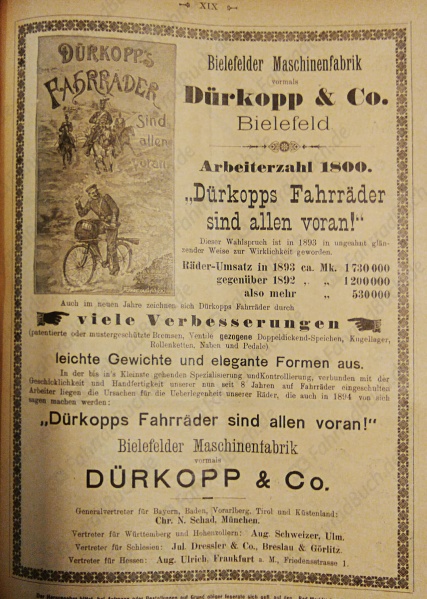 XIX
DÜRKOPP'S
FAHRRÄDER
Sind
allen
voran.
Bielefelder Maschinenfabrik
vormals
Dürkopp & Co.
Bielefeld
Arbeiterzahl 1800.
„Dürkopps Fahrräder
sind allen voran!“
Dieser Wahlspruch ist in 1893 in ungeahnt glän-
zender Weise zur Wirklichkeit geworden.
Räder-Umsatz in 1893 ca. Mk. 1730000
gegenüber 1892 „ „ 1200000
also mehr „ 530000
Auch im neuen Jahre zeichnen sich Dürkopps Fahrräder durch
viele Verbesserungen
(patentirte oder mustergeschützte Bremsen, Ventile gezogene Doppeldickend-Speichen, Kugellager,
Rollenketten, Naben und Pedale)
leichte Gewichte und elegante Formen aus.
In der bis in's Kleinste gehenden Spezialisierung und Kontrollierung, verbunden mit der
Geschicklichkeit und Handfertigkeit unserer nun seit 8 Jahren auf Fahrräder eingeschulten
Arbeiter liegen die Ursachen für die Ueberlegenheit unserer Räder, die auch in 1894 von sich
sagen machen werden:
„Dürkopps Fahrräder sind allen voran!“
Bielefelder Maschinenfabrik
vormals
DÜRKOPP & Co.
Generalvertreter für Bayern, Baden, Vorarlberg, Tirol und Küstenland:
Chr. N. Schad, München.
Vertreter für Württemberg und Hohenzollern: Aug. Schweizer, Ulm.
Vertreter für Schlesien: Jul. Dressler & Co., Breslau & Görlitz.
Vertreter für Hessen: Aug. Ulrich, Frankfurt a. M., Friedensstrasse 1.